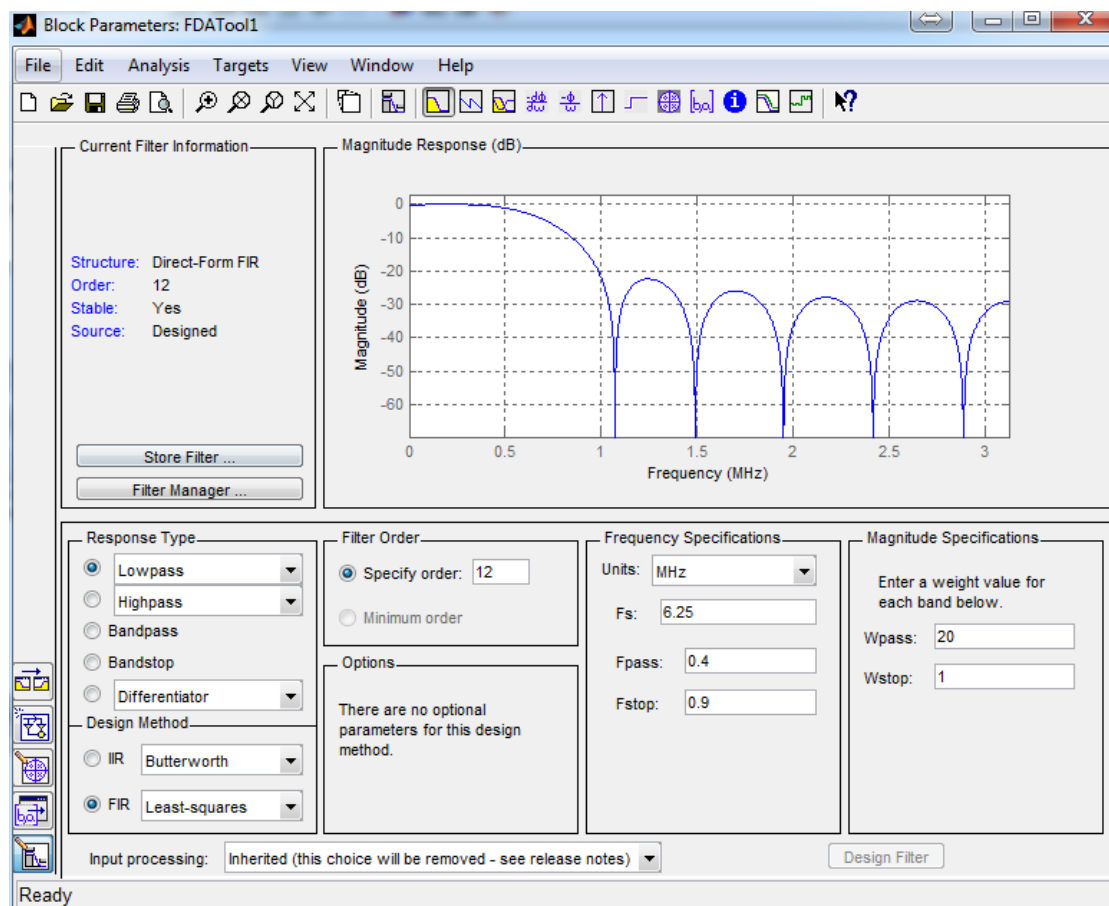 Block Parameters: FDATool1
File Edit Analysis Targets View Window Help
Current Filter Information
Structure: Direct-Form FIR
Order: 12
Stable: Yes
Source: Designed
Store Filter ...
Filter Manager ...
Magnitude Response (dB)
Magnitude (dB)
0
-10
-20
-30
-40
-50
-60
0 0.5 1 1.5 2 2.5 3
Frequency (MHz)
Response Type
Lowpass
Highpass
Bandpass
Bandstop
Differentiator
Design Method
IIR Butterworth
FIR Least-squares
Filter Order
Specify order: 12
Minimum order
Options
There are no optional
parameters for this design
method.
Frequency Specifications
Units: MHz
Fs: 6.25
Fpass: 0.4
Fstop: 0.9
Magnitude Specifications
Enter a weight value for
each band below.
Wpass: 20
Wstop: 1
Input processing: Inherited (this choice will be removed - see release notes)
Design Filter
Ready